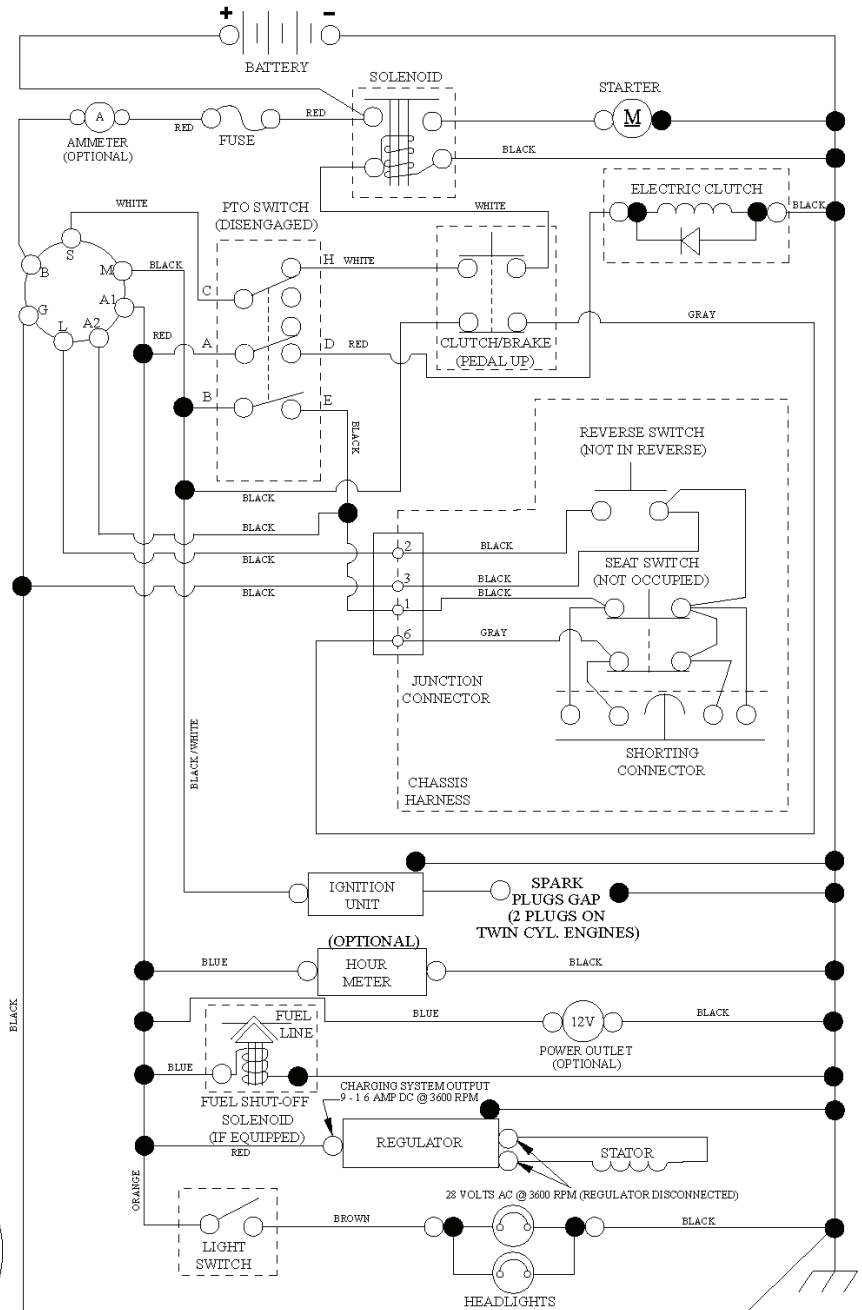 + −
BATTERY
SOLENOID
STARTER
A
RED
FUSE
RED
M
AMMETER
(OPTIONAL)
BLACK
ELECTRIC CLUTCH
BLACK
WHITE
PTO SWITCH
(DISENGAGED)
WHITE
S
B
M
BLACK
H
WHITE
C
G
A1
L
A2
RED
A
D
RED
CLUTCH/BRAKE
(PEDAL UP)
GRAY
B
E
BLACK
REVERSE SWITCH
(NOT IN REVERSE)
BLACK
BLACK
BLACK
2
BLACK
SEAT SWITCH
(NOT OCCUPIED)
BLACK
3
BLACK
BLACK
1
6
GRAY
JUNCTION
CONNECTOR
SHORTING
CONNECTOR
CHASSIS
HARNESS
BLACK/WHITE
IGNITION
UNIT
SPARK
PLUGS GAP
(2 PLUGS ON
TWIN CYL. ENGINES)
(OPTIONAL)
HOUR
METER
BLUE
BLACK
BLACK
FUEL
LINE
BLUE
12V
BLACK
POWER OUTLET
(OPTIONAL)
BLUE
FUEL SHUT-OFF
SOLENOID
(IF EQUIPPED)
CHARGING SYSTEM OUTPUT
9 - 1 6 AMP DC @ 3600 RPM
RED
REGULATOR
STATOR
28 VOLTS AC @ 3600 RPM (REGULATOR DISCONNECTED)
ORANGE
BROWN
BLACK
LIGHT
SWITCH
HEADLIGHTS